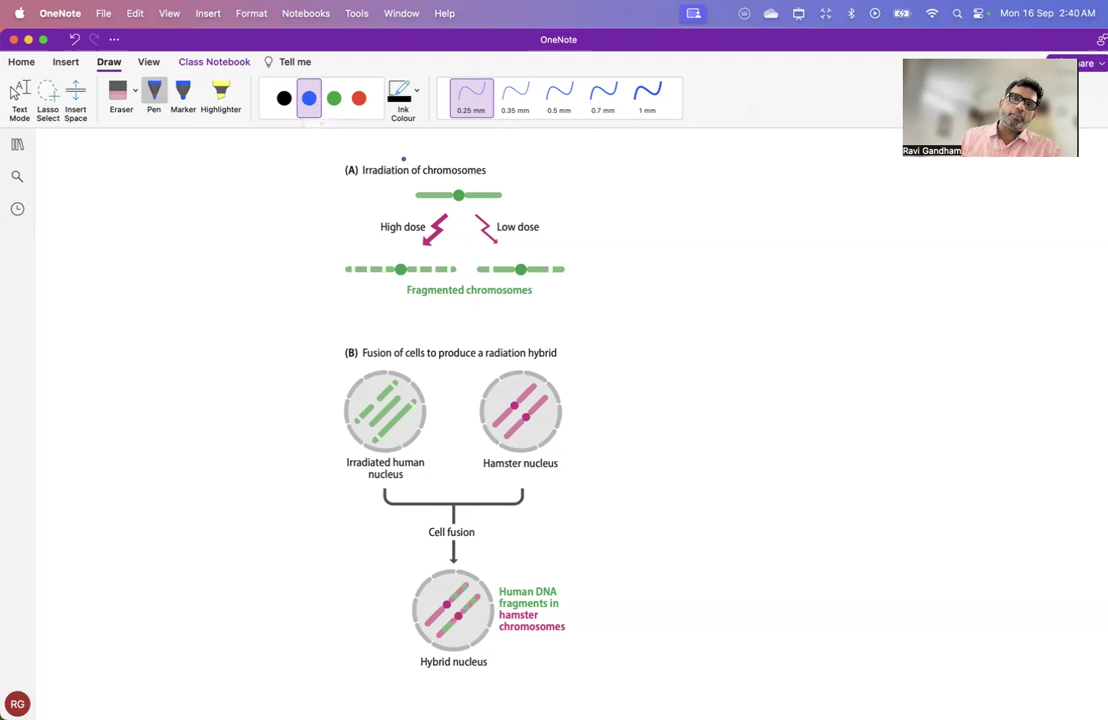 OneNote File Edit View Insert Format Notebooks Tools Window Help Mon 16 Sep 2:40 AM
OneNote
Home Insert Draw View Class Notebook Tell me
Text Mode
Lasso Select
Insert Space
Eraser
Pen
Marker
Highlighter
Ink Colour
0.25 mm 0.35 mm 0.5 mm 0.7 mm 1 mm
Ravi Gandham
(A) Irradiation of chromosomes
High dose Low dose
Fragmented chromosomes
(B) Fusion of cells to produce a radiation hybrid
Irradiated human
nucleus
Hamster nucleus
Cell fusion
Human DNA
fragments in
hamster
chromosomes
Hybrid nucleus
RG